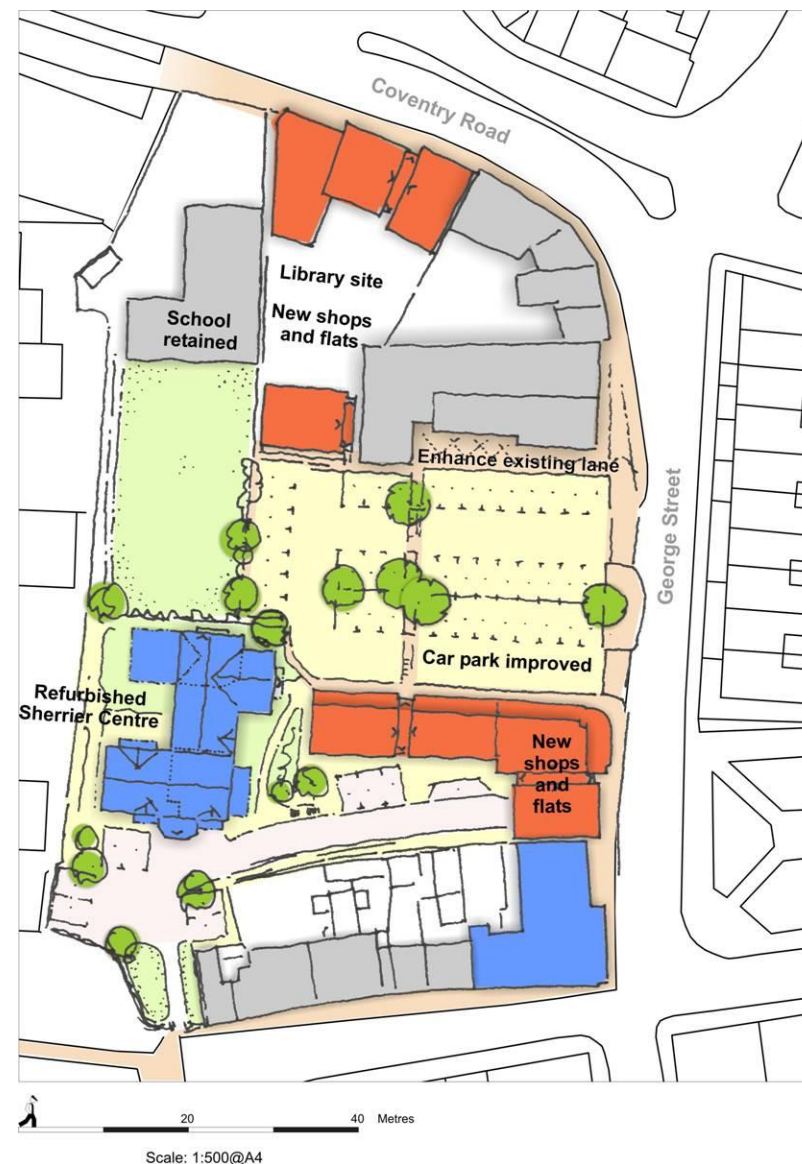 Coventry Road
Library site
New shops
and flats
School
retained
Enhance existing lane
George Street
Car park improved
Refurbished
Sherrier Centre
New
shops
and
flats
20
40 Metres
Scale: 1:500@A4